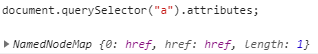 document.querySelector("a").attributes;
▶ NamedNodeMap {0: href, href: href, length: 1}